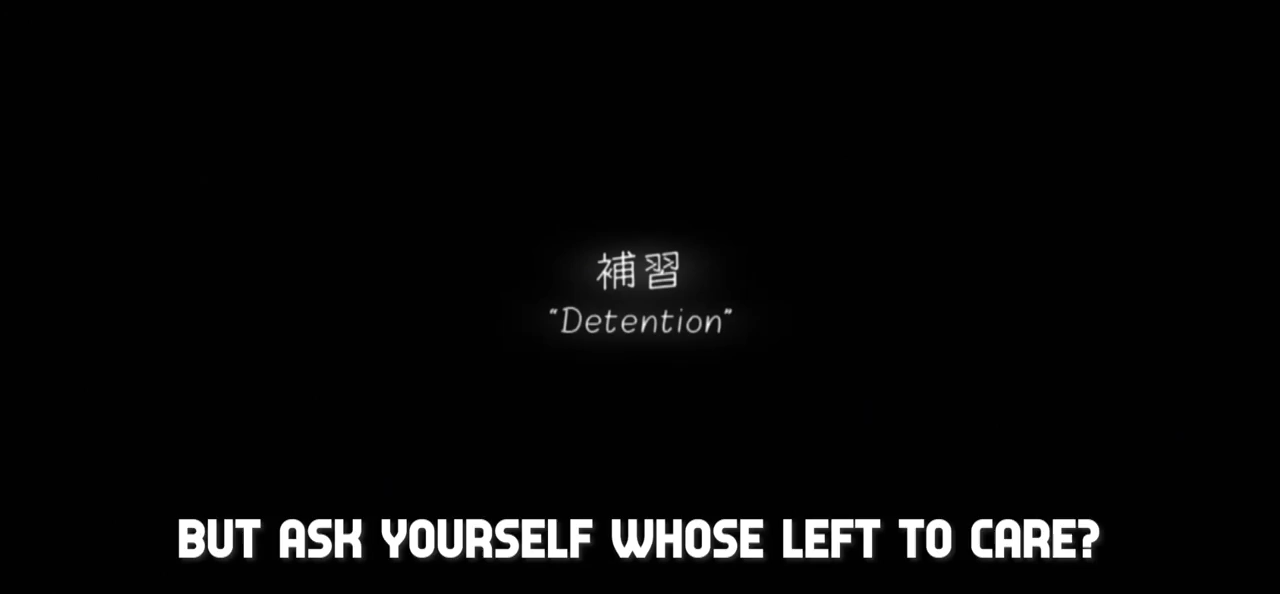 補習
“Detention”
BUT ASK YOURSELF WHOSE LEFT TO CARE?